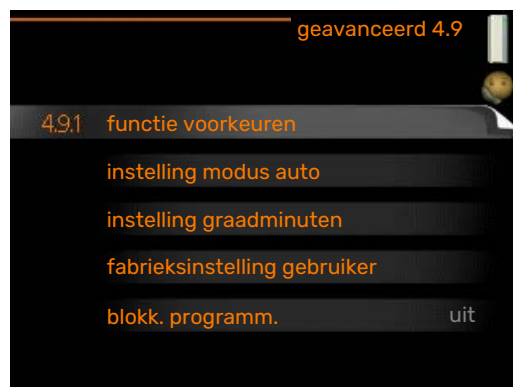 geavanceerd 4.9
4.9.1 functie voorkeuren
instelling modus auto
instelling graadminuten
fabrieksinstelling gebruiker
blokk. programm. uit